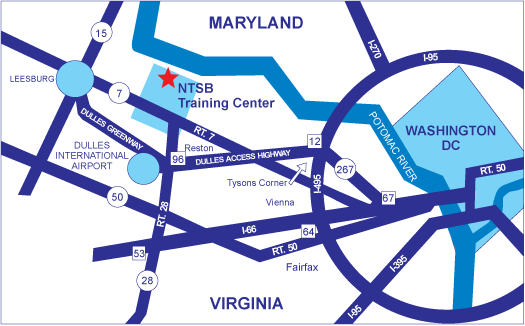 MARYLAND
15
I-270
I-95
LEESBURG
7
NTSB
Training Center
RT. 7
DULLES GREENWAY
Reston
12
POTOMAC RIVER
WASHINGTON
DC
DULLES
INTERNATIONAL
AIRPORT
96
DULLES ACCESS HIGHWAY
267
RT. 50
Tysons Corner
I-495
50
Vienna
67
RT. 28
I-66
64
53
RT. 50
Fairfax
I-395
28
I-95
VIRGINIA